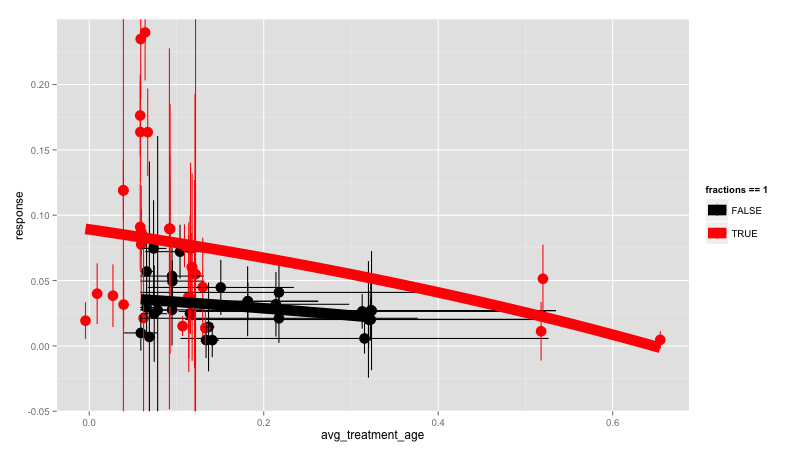 0.20
0.15
0.10
0.05
0.00
-0.05
response
0.0 0.2 0.4 0.6
avg_treatment_age
fractions == 1
FALSE
TRUE